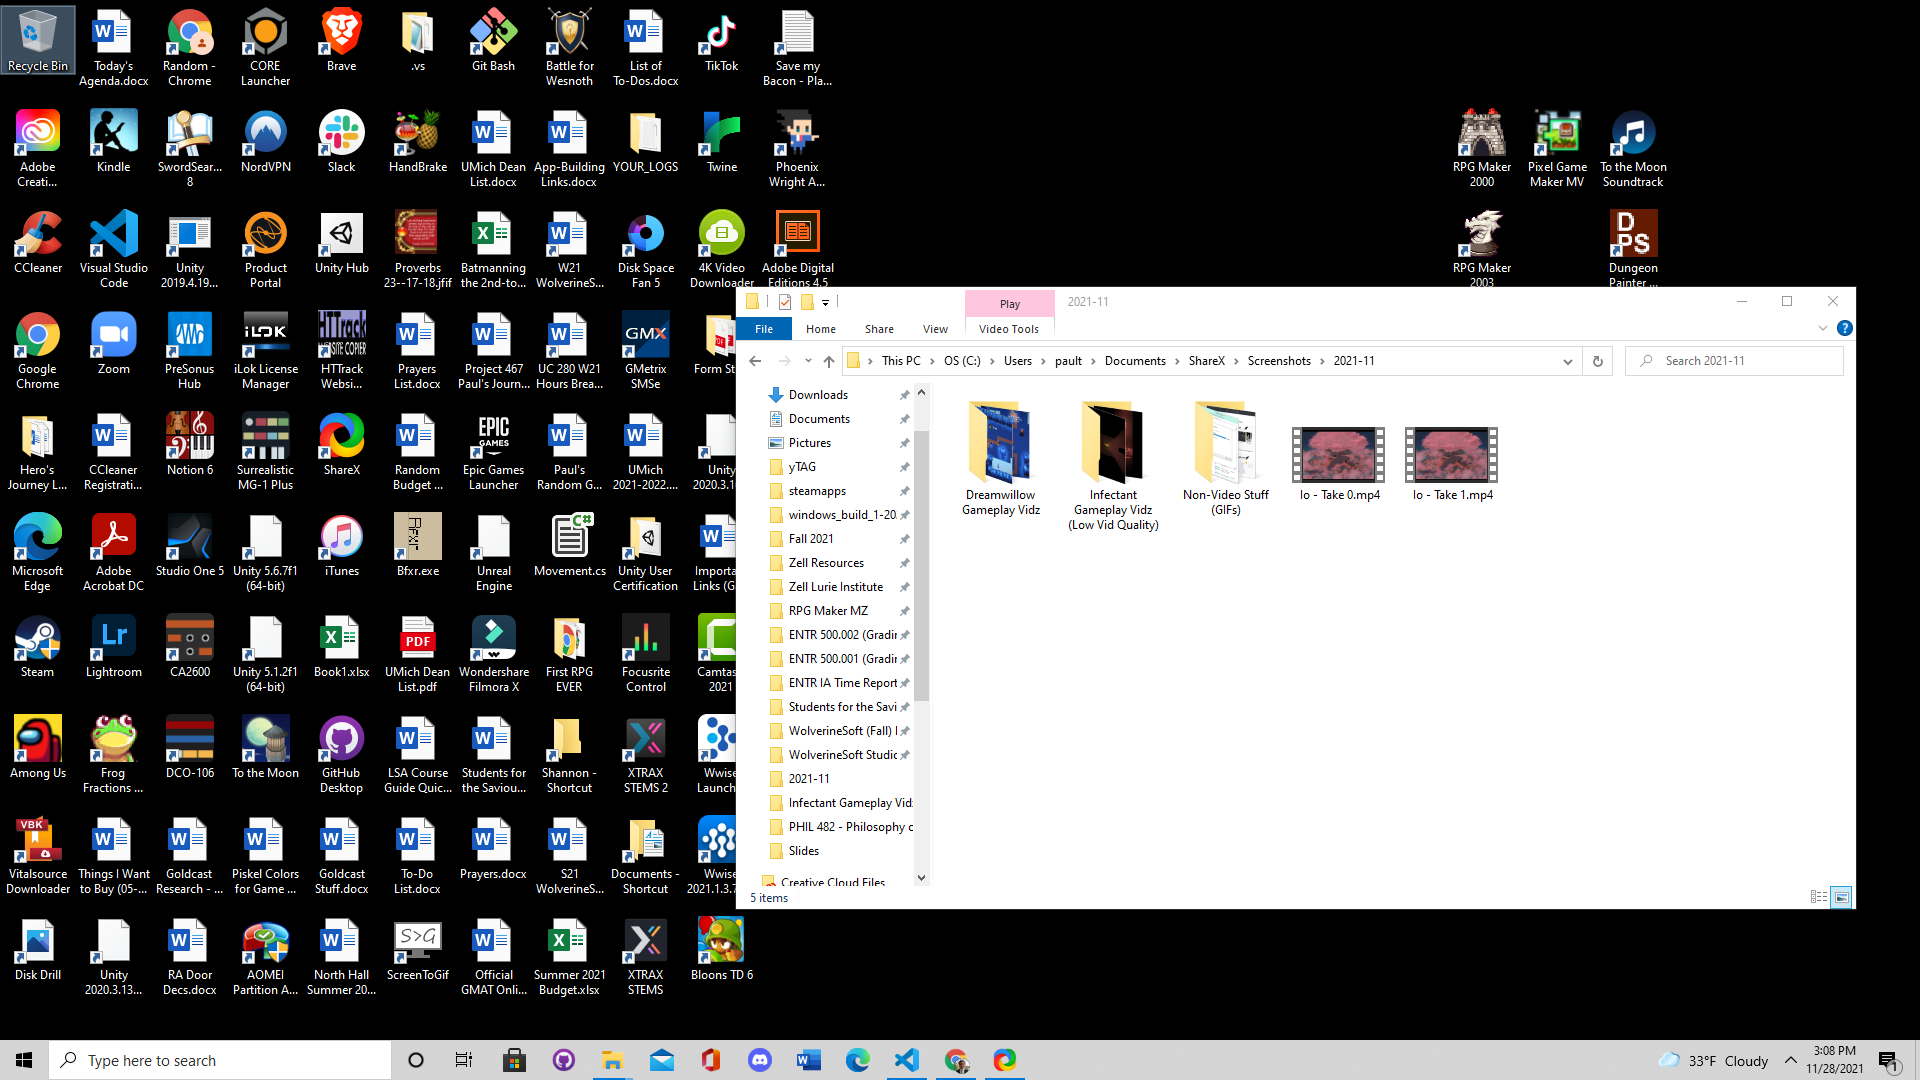 Recycle Bin
Today's
Agenda.docx
Random -
Chrome
CORE
Launcher
Brave
.vs
Git Bash
Battle for
Wesnoth
List of
To-Dos.docx
TikTok
Save my
Bacon - Pla...
Adobe
Creati...
Kindle
SwordSear...
8
NordVPN
Slack
HandBrake
UMich Dean
List.docx
App-Building
Links.docx
YOUR_LOGS
Twine
Phoenix
Wright A...
RPG Maker
2000
Pixel Game
Maker MV
To the Moon
Soundtrack
CCleaner
Visual Studio
Code
Unity
2019.4.19...
Product
Portal
Unity Hub
Proverbs
23--17-18.jfif
Batmanning
the 2nd-to...
W21
WolverineS...
Disk Space
Fan 5
4K Video
Downloader
Adobe Digital
Editions 4.5
RPG Maker
2003
D
PS
Dungeon
Painter ...
Play
2021-11
File
Home
Share
View
Video Tools
This PC
OS (C:)
Users
pault
Documents
ShareX
Screenshots
2021-11
Search 2021-11
Google
Chrome
Zoom
PreSonus
Hub
iLOK
iLok License
Manager
HTTrack
WEBSITE COPIER
HTTrack
Websi...
Prayers
List.docx
Project 467
Paul's Journ...
UC 280 W21
Hours Brea...
GMX
GMetrix
SMSe
Form St
Hero's
Journey L...
CCleaner
Registrati...
Notion 6
Surrealistic
MG-1 Plus
ShareX
Random
Budget ...
EPIC
GAMES
Epic Games
Launcher
Paul's
Random G...
UMich
2021-2022....
Unity
2020.3.1
Microsoft
Edge
Adobe
Acrobat DC
Studio One 5
Unity 5.6.7f1
(64-bit)
iTunes
Bfxr
Bfxr.exe
Unreal
Engine
C#
Movement.cs
Unity User
Certification
Importa
Links (G
Steam
Lr
Lightroom
CA2600
Unity 5.1.2f1
(64-bit)
Book1.xlsx
PDF
UMich Dean
List.pdf
Wondershare
Filmora X
First RPG
EVER
Focusrite
Control
Camtas
2021
Among Us
Frog
Fractions ...
DCO-106
To the Moon
GitHub
Desktop
LSA Course
Guide Quic...
Students for
the Saviou...
Shannon -
Shortcut
XTRAX
STEMS 2
Wwise
Launch
VBK
Vitalsource
Downloader
Things I Want
to Buy (05-...
Goldcast
Research - ...
Piskel Colors
for Game ...
Goldcast
Stuff.docx
To-Do
List.docx
Prayers.docx
S21
WolverineS...
Documents -
Shortcut
Wwise
2021.1.3.7
Disk Drill
Unity
2020.3.13...
RA Door
Decs.docx
AOMEI
Partition A...
North Hall
Summer 20...
S>G
ScreenToGif
Official
GMAT Onli...
Summer 2021
Budget.xlsx
XTRAX
STEMS
Bloons TD 6
Downloads
Documents
Pictures
yTAG
steamapps
windows_build_1-20
Fall 2021
Zell Resources
Zell Lurie Institute
RPG Maker MZ
ENTR 500.002 (Gradin
ENTR 500.001 (Gradin
ENTR IA Time Report
Students for the Savi
WolverineSoft (Fall) I
WolverineSoft Studio
2021-11
Infectant Gameplay Vidz
PHIL 482 - Philosophy o
Slides
Creative Cloud Files
Dreamwillow
Gameplay Vidz
Infectant
Gameplay Vidz
(Low Vid Quality)
Non-Video Stuff
(GIFs)
Io - Take 0.mp4
Io - Take 1.mp4
5 items
Type here to search
33°F Cloudy
3:08 PM
11/28/2021
1